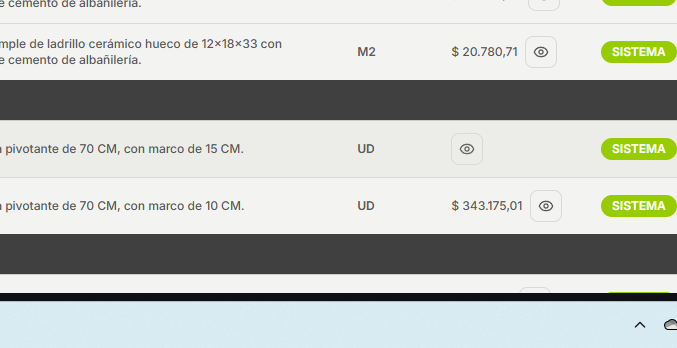 e cemento de albañilería.
mple de ladrillo cerámico hueco de 12×18×33 con
e cemento de albañilería.
M2
$ 20.780,71
SISTEMA
a pivotante de 70 CM, con marco de 15 CM.
UD
SISTEMA
a pivotante de 70 CM, con marco de 10 CM.
UD
$ 343.175,01
SISTEMA